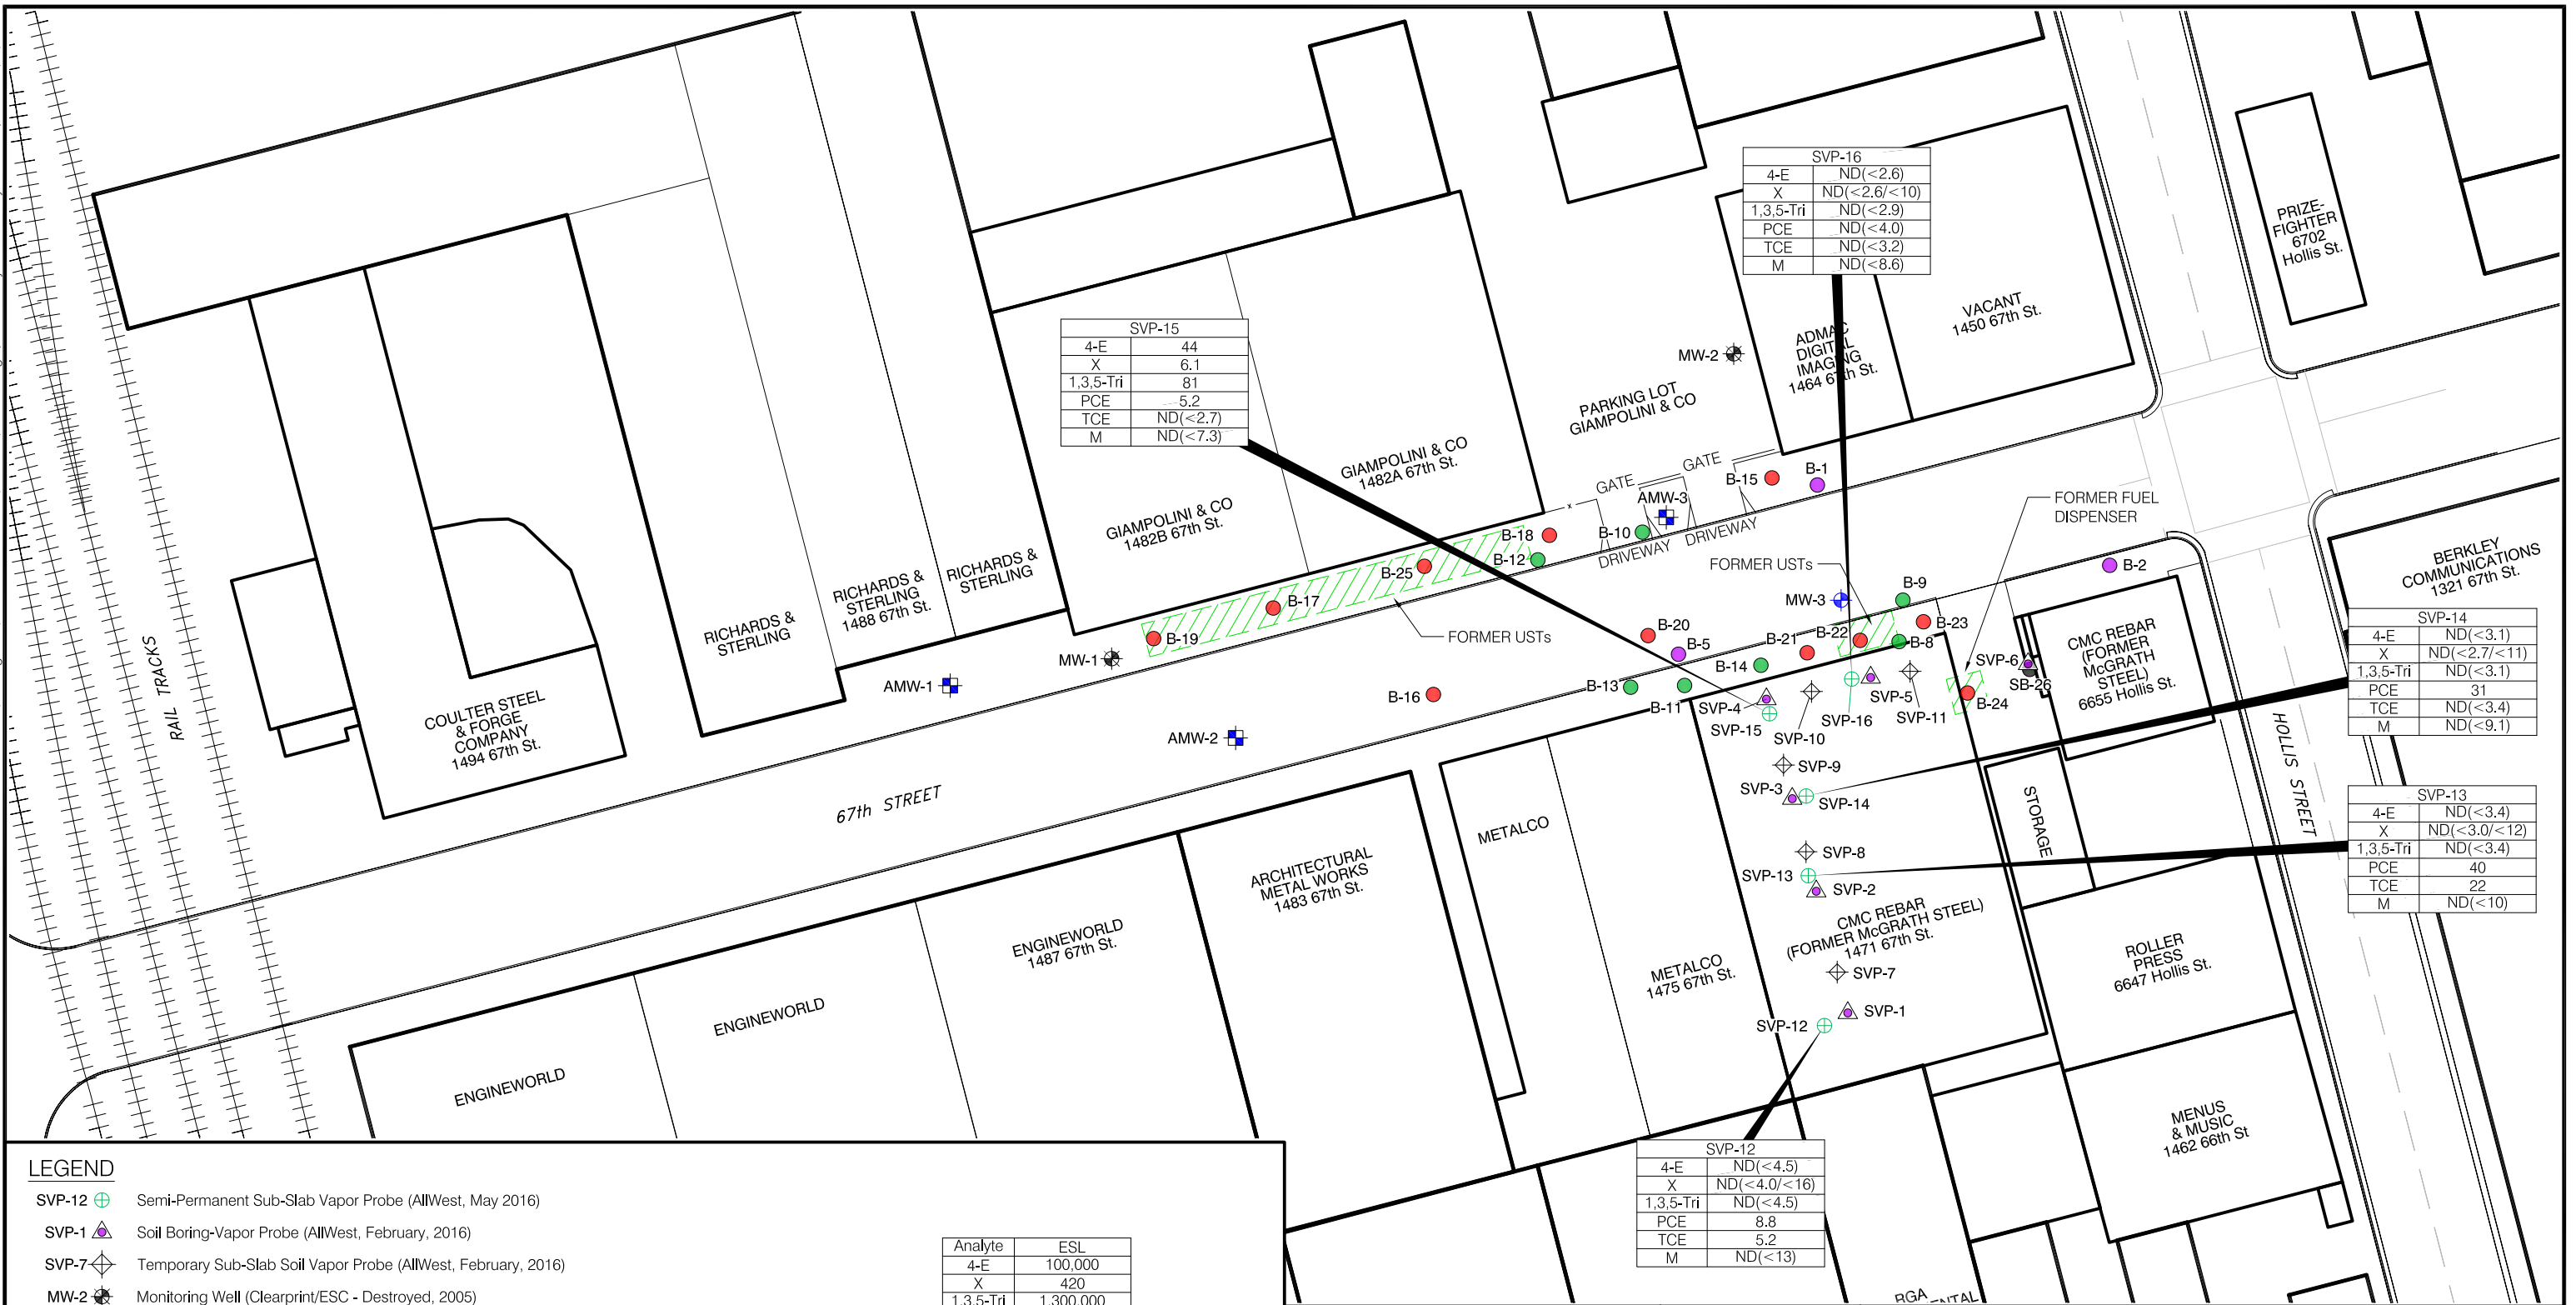 SVP-16
4-E ND(<2.6)
X ND(<2.6/<10)
1,3,5-Tri ND(<2.9)
PCE ND(<4.0)
TCE ND(<3.2)
M ND(<8.6)
PRIZE-
FIGHTER
6702
Hollis St.
VACANT
1450 67th St.
ADMAC
DIGITAL
IMAGING
1464 67th St.
SVP-15
4-E 44
X 6.1
1,3,5-Tri 81
PCE 5.2
TCE ND(<2.7)
M ND(<7.3)
MW-2
PARKING LOT
GIAMPOLINI & CO
GIAMPOLINI & CO
1482A 67th St.
GIAMPOLINI & CO
1482B 67th St.
GATE
GATE
B-15
B-1
AMW-3
B-18
B-10
B-12
DRIVEWAY
DRIVEWAY
x
FORMER FUEL
DISPENSER
BERKLEY
COMMUNICATIONS
1321 67th St.
B-2
FORMER USTs
B-25
B-17
B-19
FORMER USTs
MW-3
B-9
B-20
B-5
B-21
B-22
B-23
B-8
B-14
B-13
B-11
B-16
SVP-4
SVP-15
SVP-10
SVP-16
SVP-5
SVP-11
SVP-6
SB-26
B-24
CMC REBAR
(FORMER
McGRATH
STEEL)
6655 Hollis St.
SVP-14
4-E ND(<3.1)
X ND(<2.7/<11)
1,3,5-Tri ND(<3.1)
PCE 31
TCE ND(<3.4)
M ND(<9.1)
RICHARDS &
STERLING
RICHARDS &
STERLING
1488 67th St.
RICHARDS &
STERLING
MW-1
AMW-1
AMW-2
RAIL TRACKS
COULTER STEEL
& FORGE
COMPANY
1494 67th St.
67th STREET
SVP-9
SVP-3
SVP-14
SVP-8
SVP-13
SVP-2
STORAGE
HOLLIS STREET
SVP-13
4-E ND(<3.4)
X ND(<3.0/<12)
1,3,5-Tri ND(<3.4)
PCE 40
TCE 22
M ND(<10)
METALCO
ARCHITECTURAL
METAL WORKS
1483 67th St.
ENGINEWORLD
1487 67th St.
ENGINEWORLD
ENGINEWORLD
METALCO
1475 67th St.
CMC REBAR
(FORMER McGRATH STEEL)
1471 67th St.
SVP-7
SVP-1
SVP-12
ROLLER
PRESS
6647 Hollis St.
MENUS
& MUSIC
1462 66th St
SVP-12
4-E ND(<4.5)
X ND(<4.0/<16)
1,3,5-Tri ND(<4.5)
PCE 8.8
TCE 5.2
M ND(<13)
LEGEND
SVP-12 Semi-Permanent Sub-Slab Vapor Probe (AllWest, May 2016)
SVP-1 Soil Boring-Vapor Probe (AllWest, February, 2016)
SVP-7 Temporary Sub-Slab Soil Vapor Probe (AllWest, February, 2016)
MW-2 Monitoring Well (Clearprint/ESC - Destroyed, 2005)
Analyte ESL
4-E 100,000
X 420
1,3,5-Tri 1,300,000
RGA